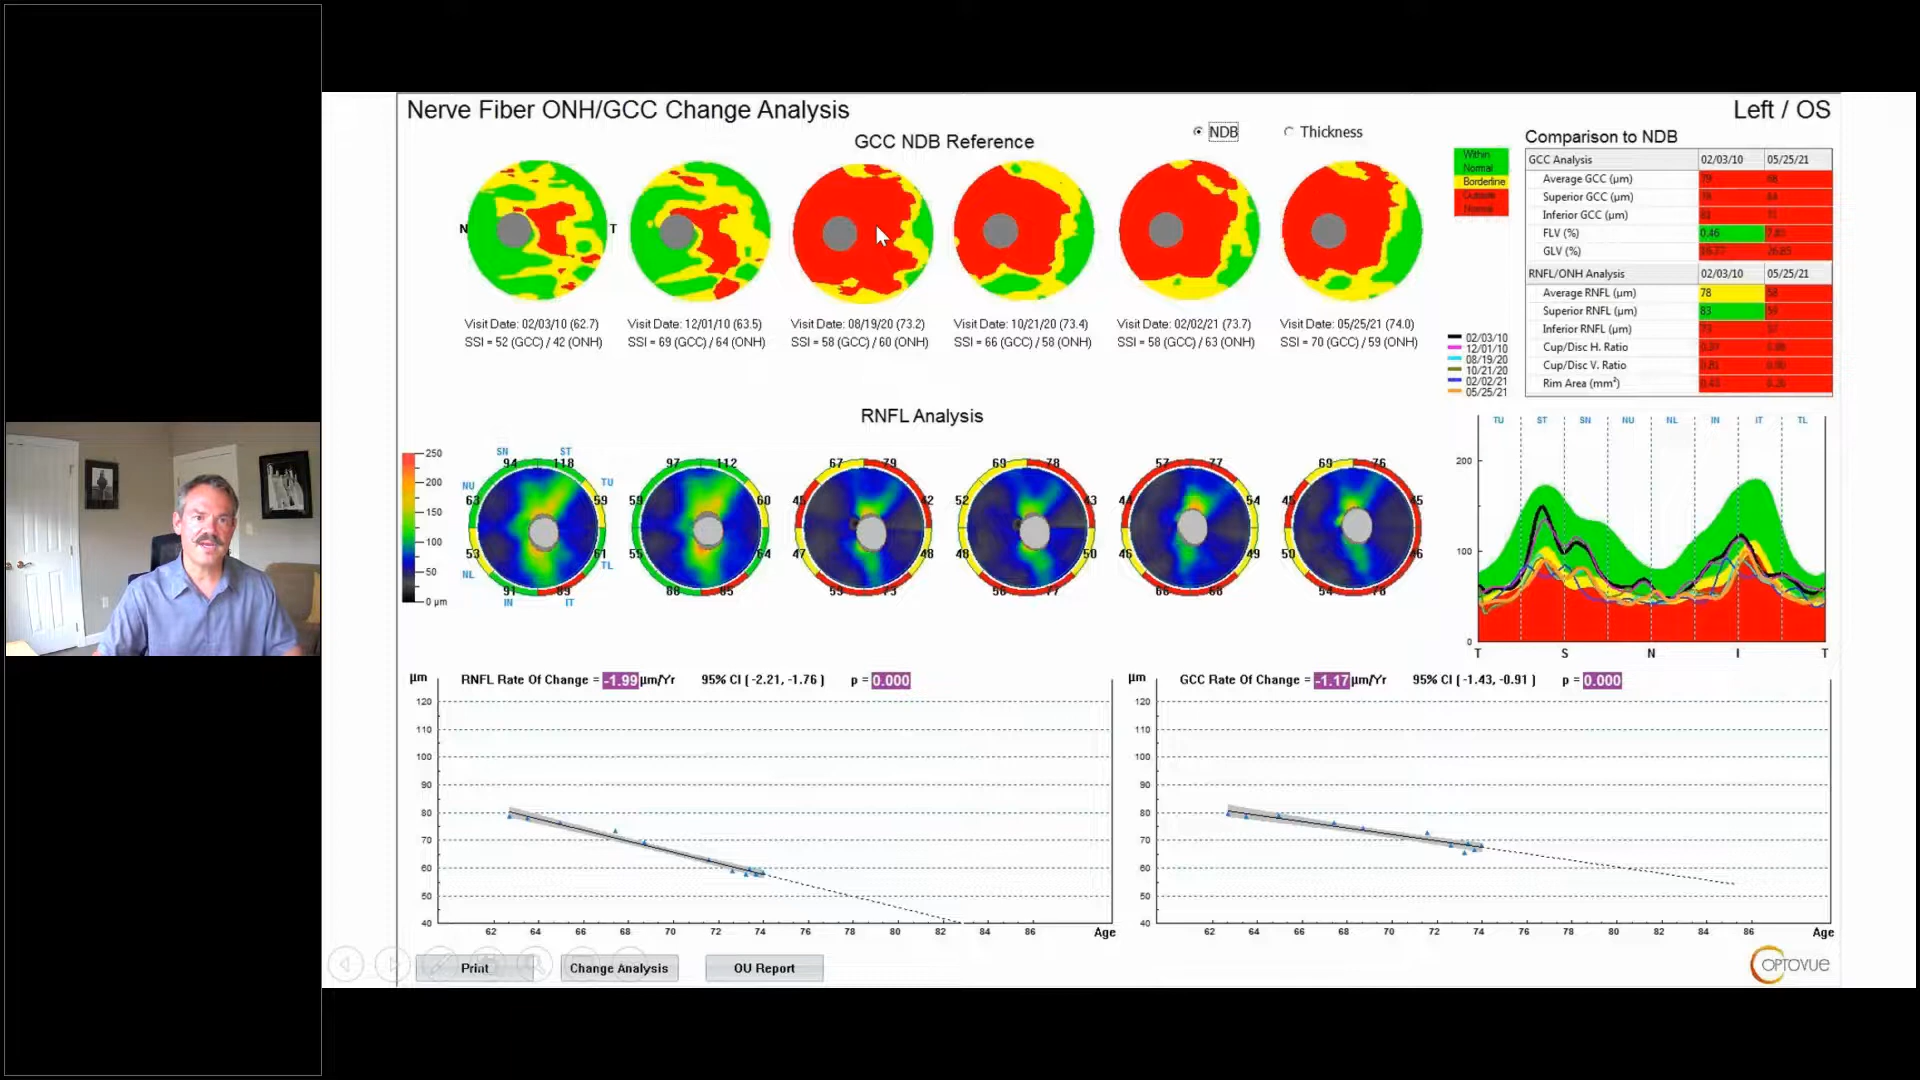 Nerve Fiber ONH/GCC Change Analysis
Left / OS
GCC NDB Reference
NDB
Thickness
Comparison to NDB
Within
Normal
Borderline
Outside
Normal
GCC Analysis 02/03/10 05/25/21
Average GCC (µm) 79 68
Superior GCC (µm) 78
Inferior GCC (µm) 71
FLV (%) 0.46
GLV (%)
RNFL/ONH Analysis 02/03/10 05/25/21
Average RNFL (µm) 78 58
Superior RNFL (µm) 83 59
Inferior RNFL (µm) 73 57
Cup/Disc H. Ratio
Cup/Disc V. Ratio 0.81
Rim Area (mm²)
N
T
Visit Date: 02/03/10 (62.7)
SSI = 52 (GCC) / 42 (ONH)
Visit Date: 12/01/10 (63.5)
SSI = 69 (GCC) / 64 (ONH)
Visit Date: 08/19/20 (73.2)
SSI = 58 (GCC) / 60 (ONH)
Visit Date: 10/21/20 (73.4)
SSI = 66 (GCC) / 58 (ONH)
Visit Date: 02/02/21 (73.7)
SSI = 58 (GCC) / 63 (ONH)
Visit Date: 05/25/21 (74.0)
SSI = 70 (GCC) / 59 (ONH)
02/03/10
12/01/10
08/19/20
10/21/20
02/02/21
05/25/21
RNFL Analysis
250
200
150
100
50
0 µm
SN ST
94 118
NU TU
63 59
53 61
NL TL
91 89
IN IT
97 112
59 60
55 64
88 85
67 79
45 42
47 48
59 73
69 78
52 43
48 50
56 77
57 77
44 54
46 49
66 68
69 76
45 45
50 46
54 78
TU ST SN NU NL IN IT TL
200
100
0
T S N I T
µm RNFL Rate Of Change = -1.99 µm/Yr 95% CI ( -2.21, -1.76 ) p = 0.000
120
110
100
90
80
70
60
50
40
62 64 66 68 70 72 74 76 78 80 82 84 86 Age
µm GCC Rate Of Change = -1.17 µm/Yr 95% CI ( -1.43, -0.91 ) p = 0.000
120
110
100
90
80
70
60
50
40
62 64 66 68 70 72 74 76 78 80 82 84 86 Age
Print
Change Analysis
OU Report
OPTOVUE